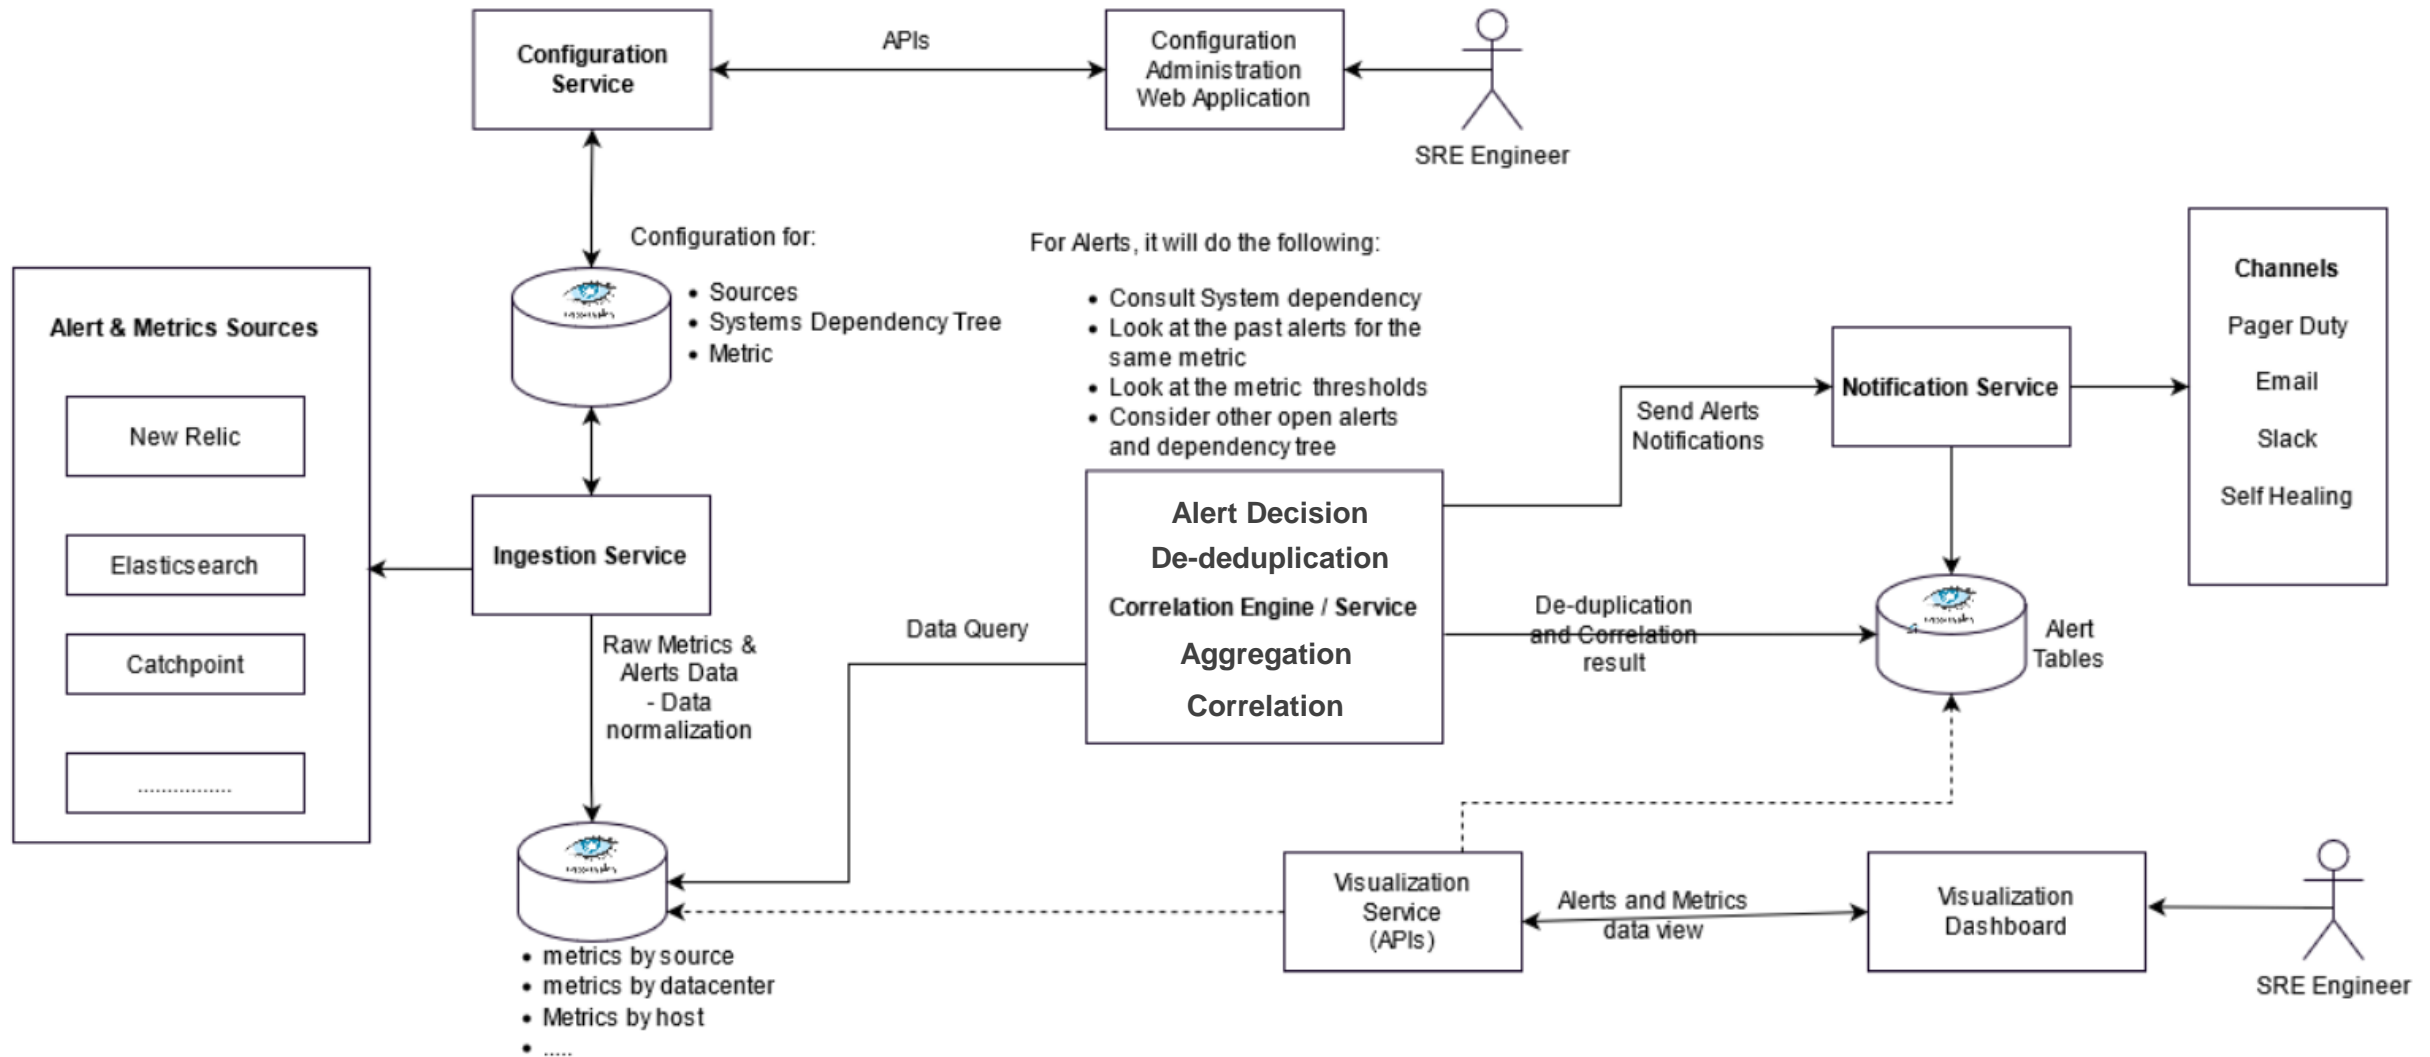 Configuration
Service
APIs
Configuration
Administration
Web Application
SRE Engineer
Configuration for:
• Sources
• Systems Dependency Tree
• Metric
For Alerts, it will do the following:
• Consult System dependency
• Look at the past alerts for the
same metric
• Look at the metric thresholds
• Consider other open alerts
and dependency tree
Channels
Pager Duty
Email
Slack
Self Healing
Alert & Metrics Sources
New Relic
Elasticsearch
Catchpoint
................
Ingestion Service
Raw Metrics &
Alerts Data
- Data
normalization
Data Query
Alert Decision
De-deduplication
Correlation Engine / Service
Aggregation
Correlation
Send Alerts
Notifications
Notification Service
De-duplication
and Correlation
result
Alert
Tables
• metrics by source
• metrics by datacenter
• Metrics by host
• .....
Visualization
Service
(APIs)
Alerts and Metrics
data view
Visualization
Dashboard
SRE Engineer